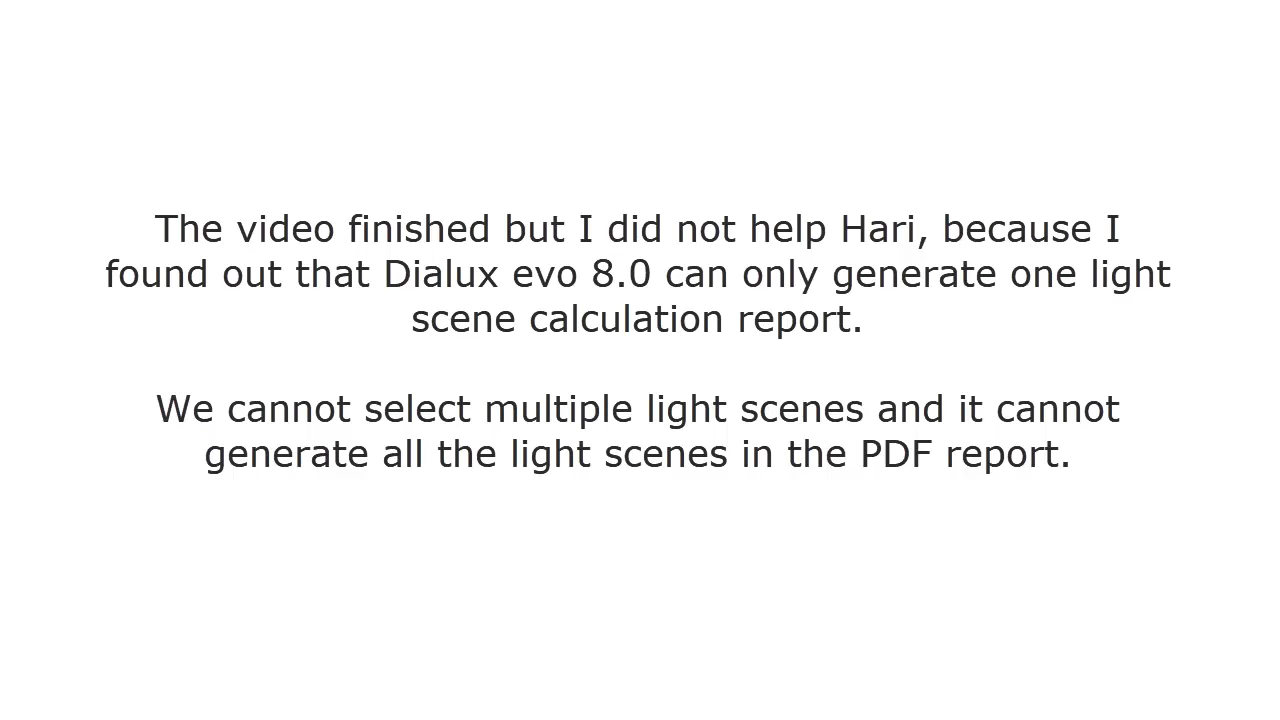 The video finished but I did not help Hari, because I
found out that Dialux evo 8.0 can only generate one light
scene calculation report.
We cannot select multiple light scenes and it cannot
generate all the light scenes in the PDF report.